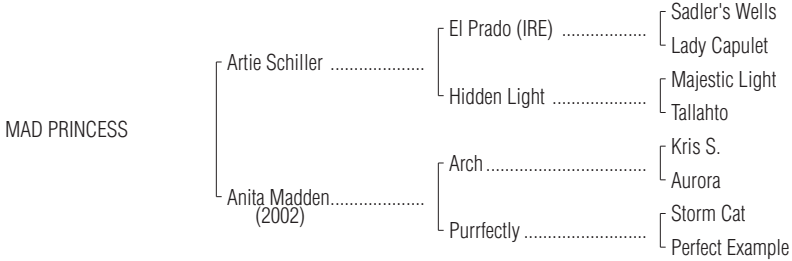 Sadler's Wells
El Prado (IRE) ...................
Lady Capulet
Artie Schiller .....................
Majestic Light
Hidden Light .....................
Tallahto
MAD PRINCESS
Kris S.
Arch ....................................
Aurora
Anita Madden.....................
(2002)
Storm Cat
Purrfectly ...........................
Perfect Example